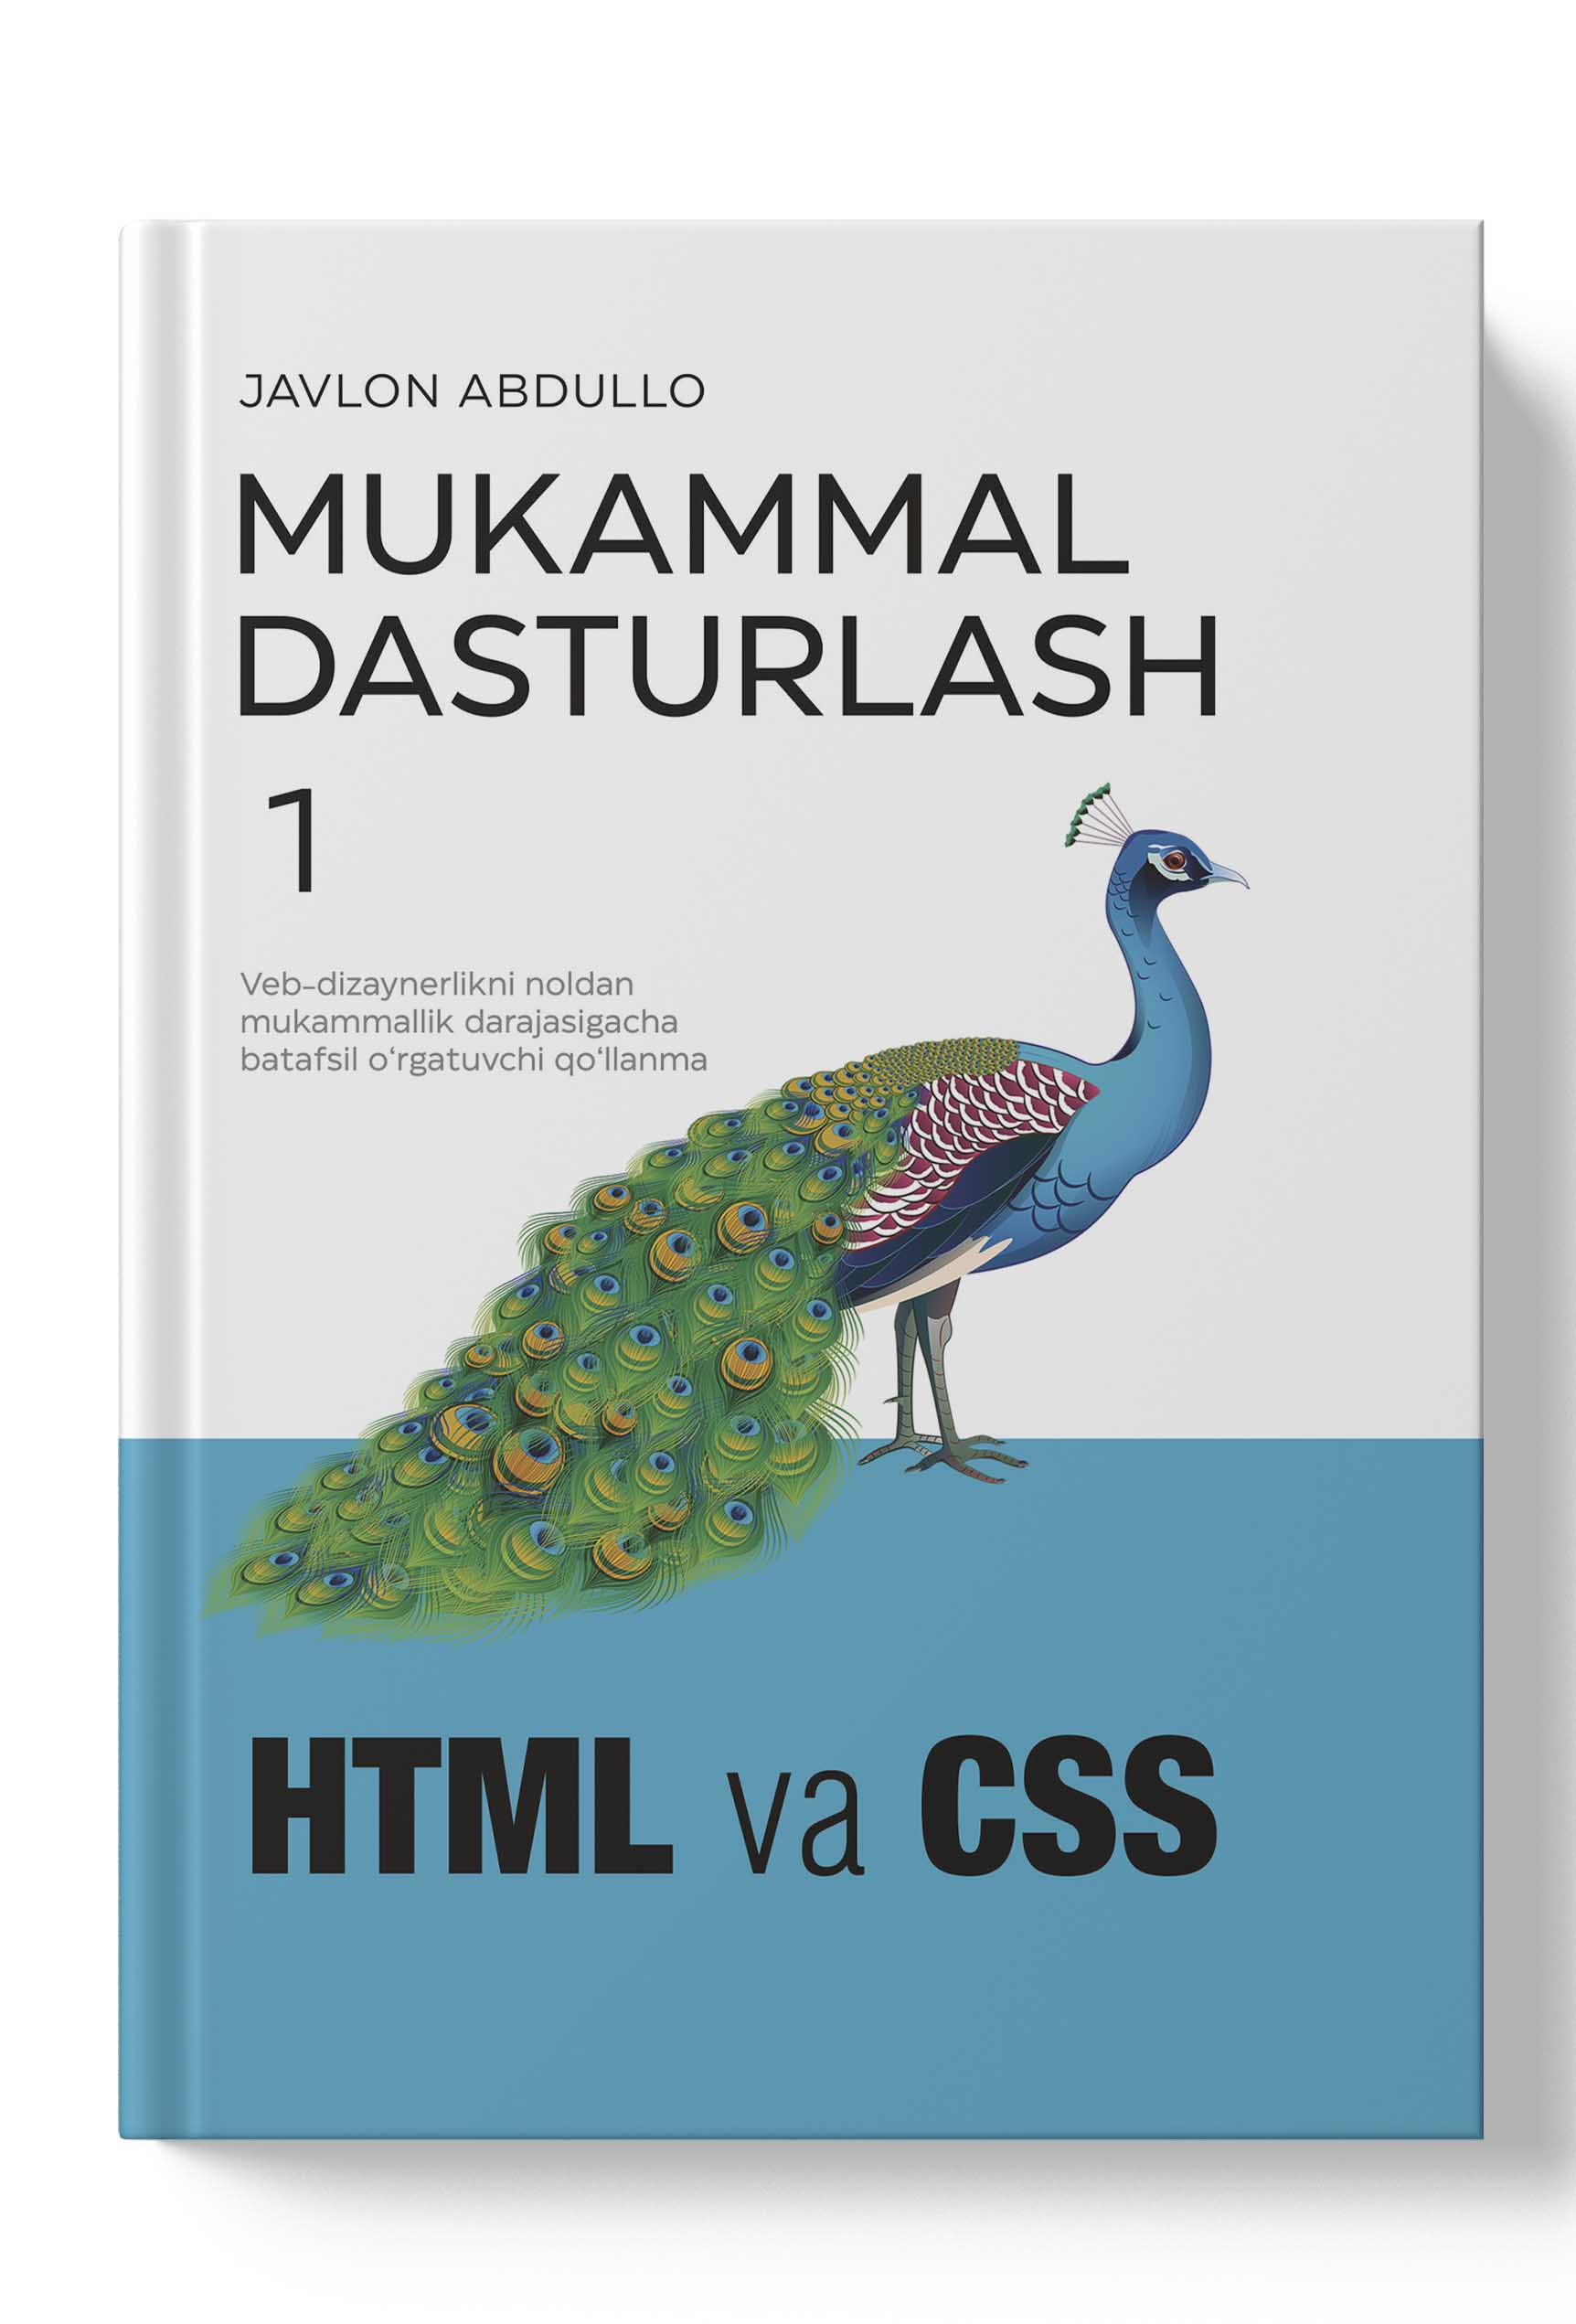 JAVLON ABDULLO
MUKAMMAL
DASTURLASH
1
Veb-dizaynerlikni noldan
mukammallik darajasigacha
batafsil oʻrgatuvchi qoʻllanma
HTML va CSS